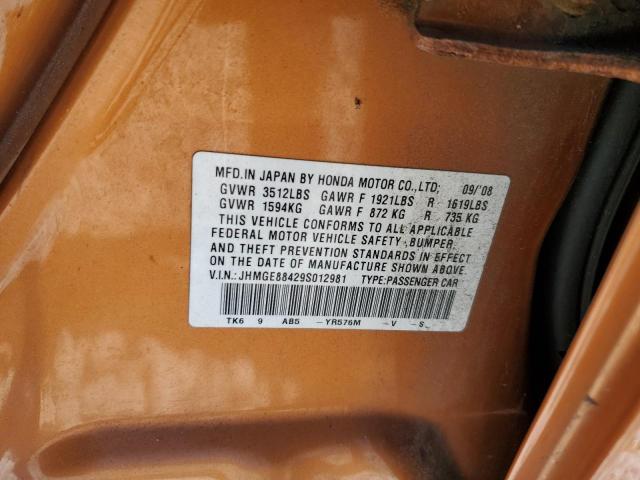 MFD.IN JAPAN BY HONDA MOTOR CO.,LTD; 09/'08
GVWR 3512LBS GAWR F 1921LBS R 1619LBS
GVWR 1594KG GAWR F 872 KG R 735 KG
THIS VEHICLE CONFORMS TO ALL APPLICABLE
FEDERAL MOTOR VEHICLE SAFETY, BUMPER,
AND THEFT PREVENTION STANDARDS IN EFFECT
ON THE DATE OF MANUFACTURE SHOWN ABOVE.
V.I.N.: JHMGE88429S012981 TYPE:PASSENGER CAR
TK6 9 AB5 -YR576M -V -S